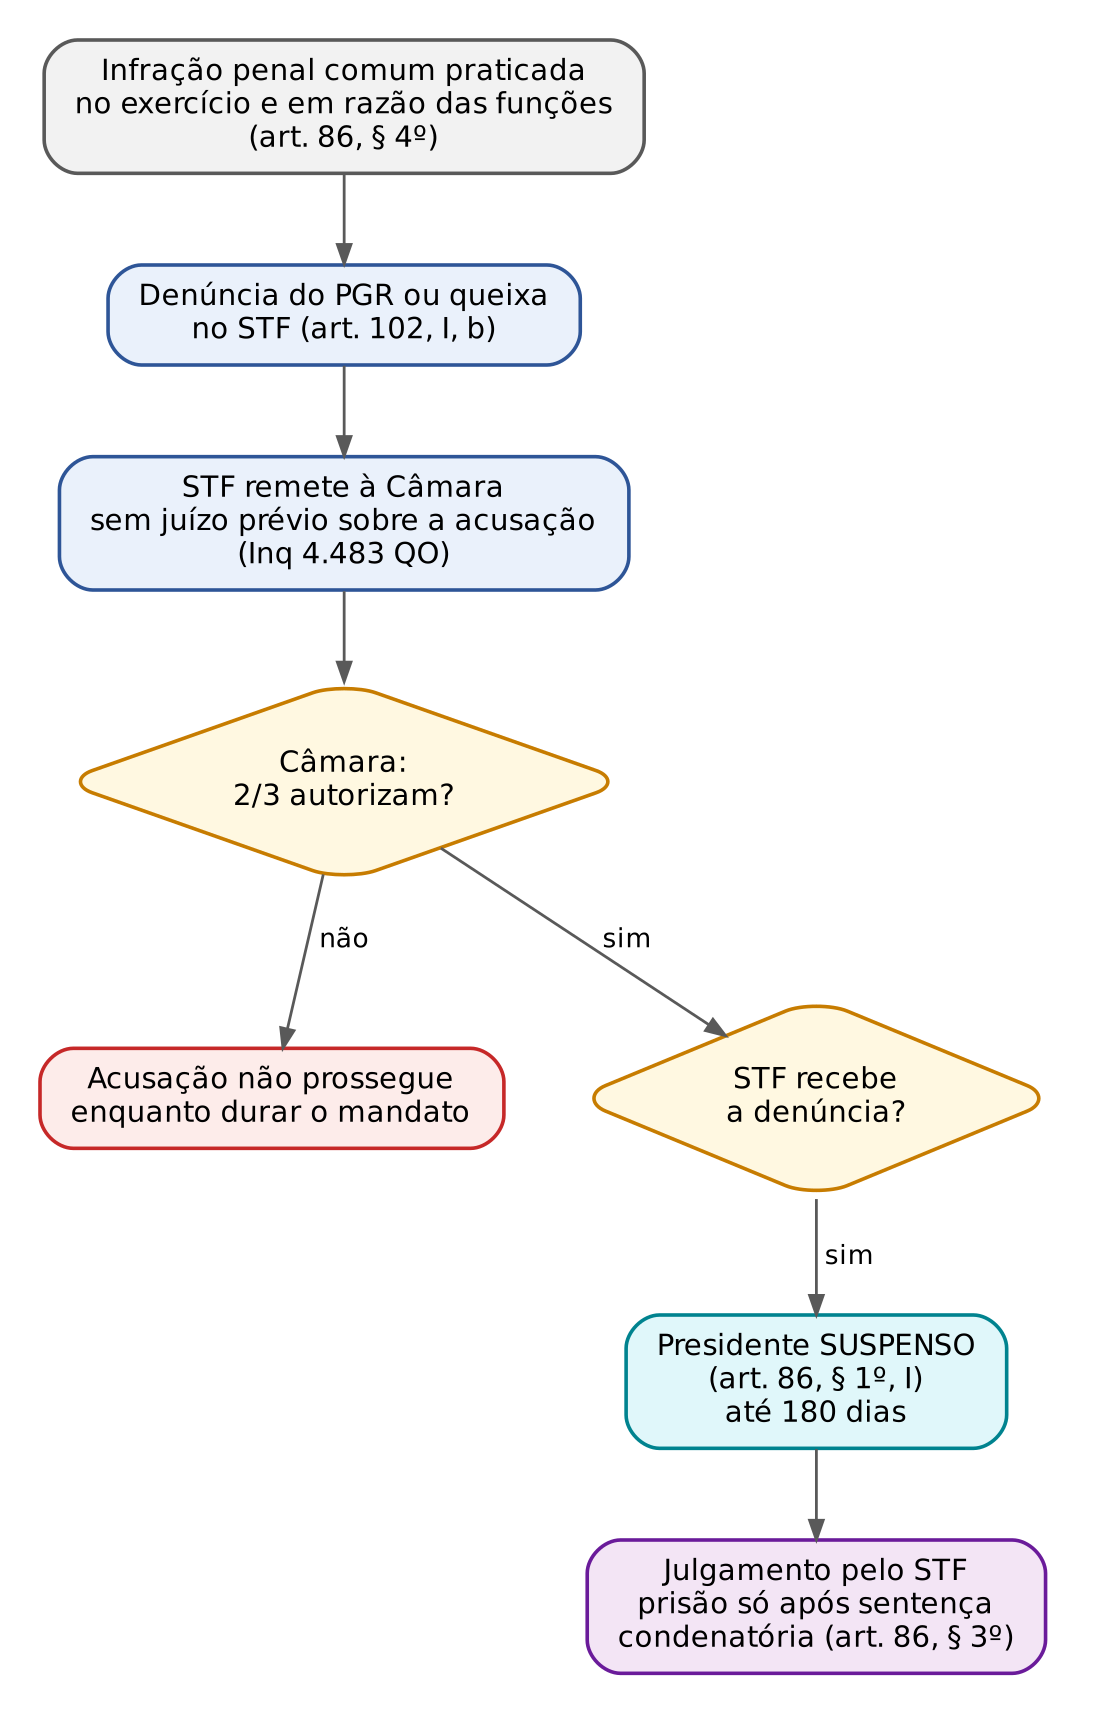 Infração penal comum praticada
no exercício e em razão das funções
(art. 86, § 4º)
Denúncia do PGR ou queixa
no STF (art. 102, I, b)
STF remete à Câmara
sem juízo prévio sobre a acusação
(Inq 4.483 QO)
Câmara:
2/3 autorizam?
não
sim
Acusação não prossegue
enquanto durar o mandato
STF recebe
a denúncia?
sim
Presidente SUSPENSO
(art. 86, § 1º, I)
até 180 dias
Julgamento pelo STF
prisão só após sentença
condenatória (art. 86, § 3º)